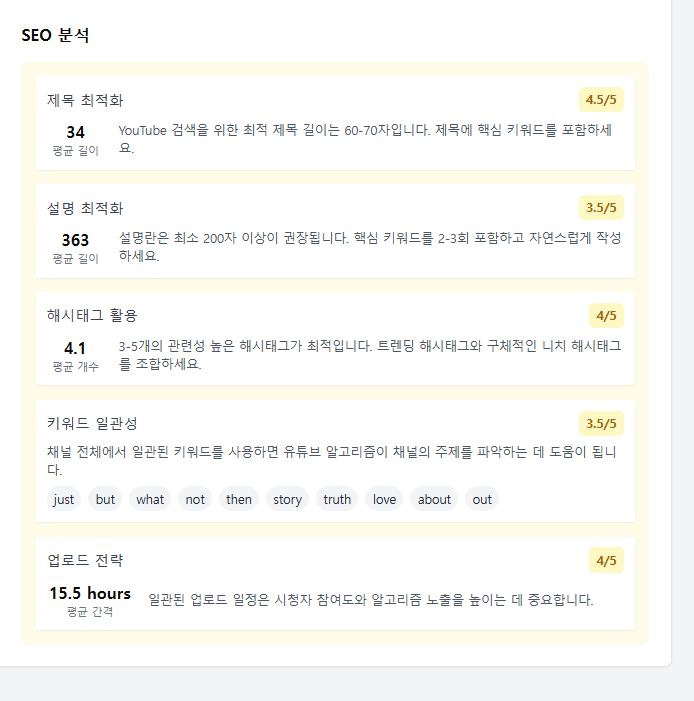 SEO 분석
제목 최적화
4.5/5
34
평균 길이
YouTube 검색을 위한 최적 제목 길이는 60-70자입니다. 제목에 핵심 키워드를 포함하세
요.
설명 최적화
3.5/5
363
평균 길이
설명란은 최소 200자 이상이 권장됩니다. 핵심 키워드를 2-3회 포함하고 자연스럽게 작성
하세요.
해시태그 활용
4/5
4.1
평균 개수
3-5개의 관련성 높은 해시태그가 최적입니다. 트렌딩 해시태그와 구체적인 니치 해시태그
를 조합하세요.
키워드 일관성
3.5/5
채널 전체에서 일관된 키워드를 사용하면 유튜브 알고리즘이 채널의 주제를 파악하는 데 도움이 됩니
다.
just but what not then story truth love about out
업로드 전략
4/5
15.5 hours
평균 간격
일관된 업로드 일정은 시청자 참여도와 알고리즘 노출을 높이는 데 중요합니다.